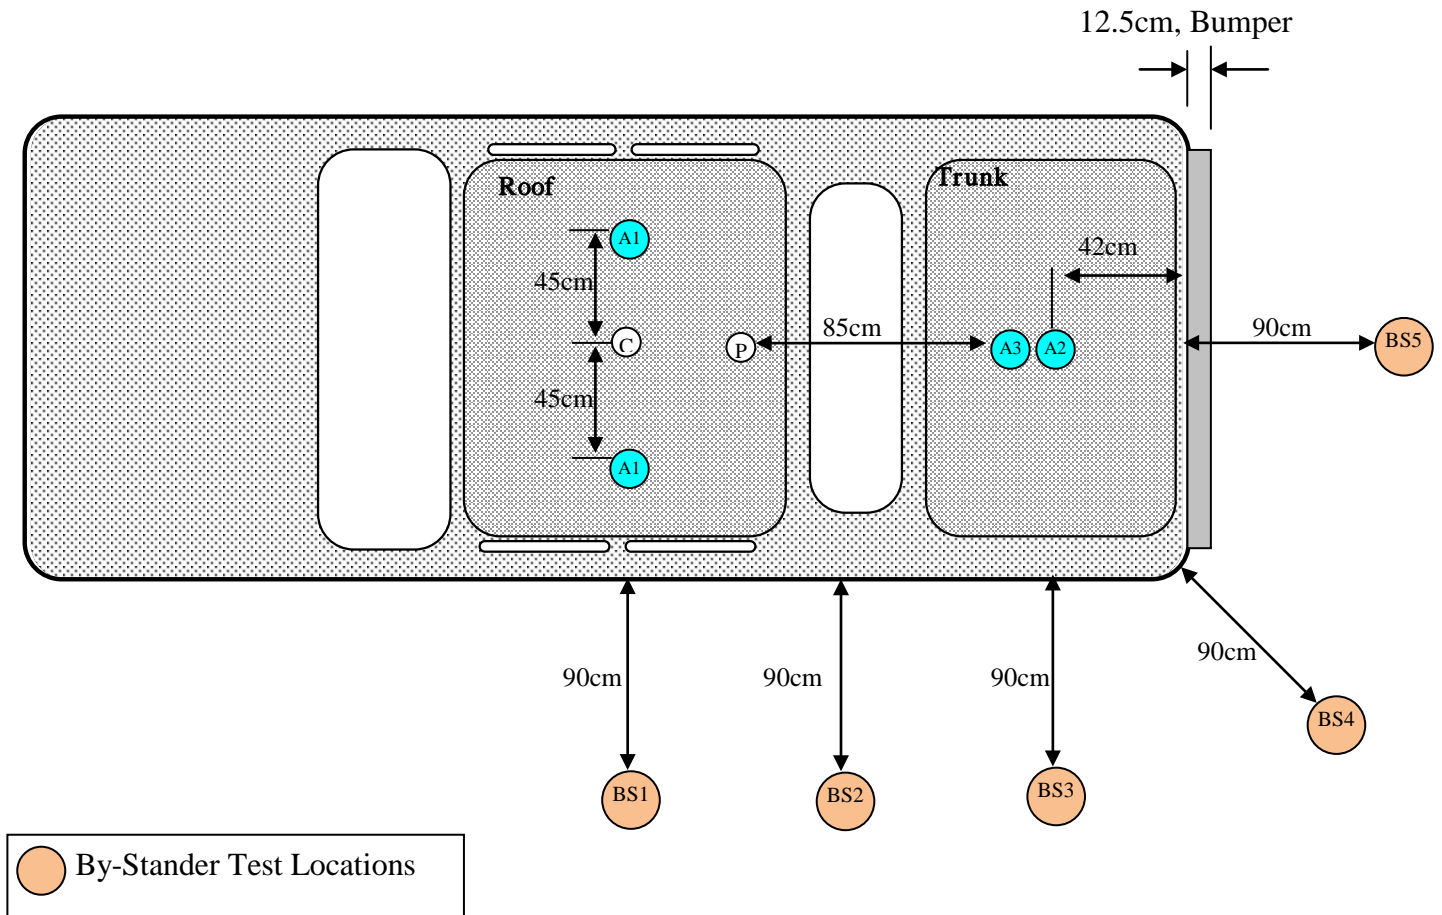 12.5cm, Bumper
Roof
Trunk
A1
42cm
45cm
C
P
85cm
A3
A2
90cm
BS5
45cm
A1
90cm
90cm
90cm
90cm
BS4
BS1
BS2
BS3
By-Stander Test Locations